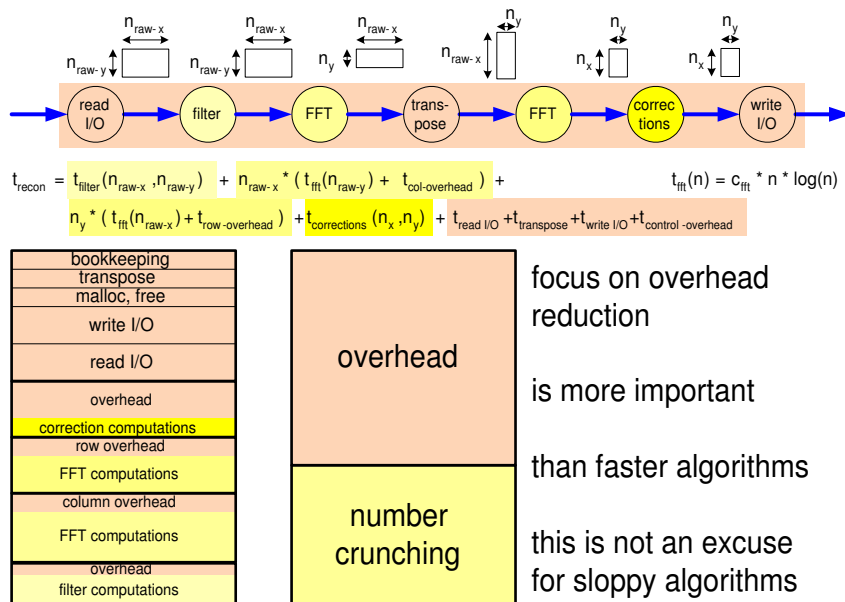 n raw-x n raw-x n raw-x n y n y n y
n raw-y n raw-y n y n raw-x n x n x
read I/O filter FFT trans-pose FFT correc tions write I/O
t recon = t filter (n raw-x ,n raw-y ) + n raw-x * ( t fft (n raw-y ) + t col-overhead ) + t fft (n) = c fft * n * log(n)
n y * ( t fft (n raw-x ) + t row-overhead ) + t corrections (n x ,n y ) + t read I/O + t transpose + t write I/O + t control -overhead
bookkeeping
transpose
malloc, free
write I/O
read I/O
overhead
correction computations
row overhead
FFT computations
column overhead
FFT computations
overhead
filter computations
overhead
number
crunching
focus on overhead
reduction
is more important
than faster algorithms
this is not an excuse
for sloppy algorithms